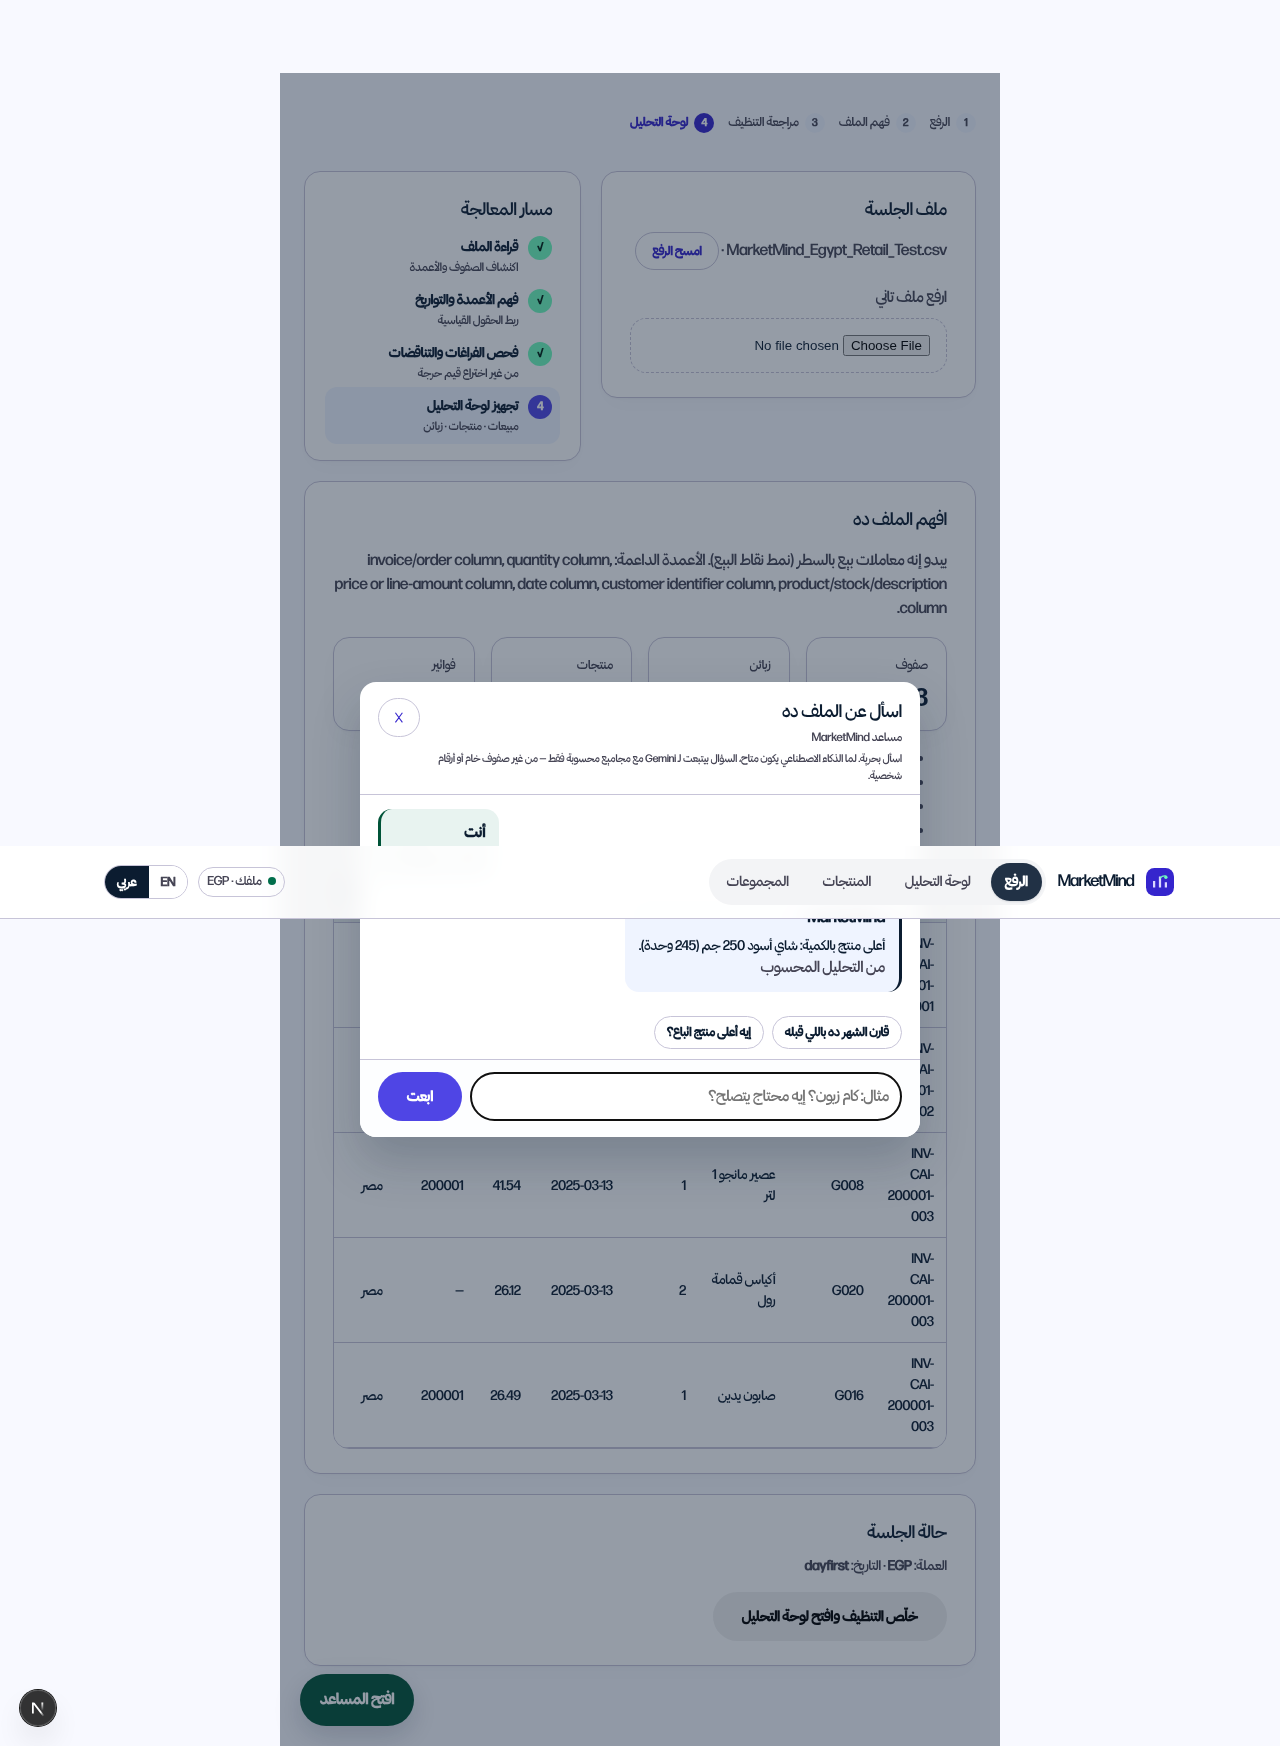 1 الرفع 2 فهم الملف 3 مراجعة التنظيف 4 لوحة التحليل
ملف الجلسة
MarketMind_Egypt_Retail_Test.csv · امسح الرفع
ارفع ملف تاني
Choose File No file chosen
مسار المعالجة
✓ قراءة الملف
اكتشاف الصفوف والأعمدة
✓ فهم الأعمدة والتواريخ
ربط الحقول القياسية
✓ فحص الفراغات والتناقضات
من غير اختراع قيم حرجة
4 تجهيز لوحة التحليل
مبيعات · منتجات · زبائن
افهم الملف ده
يبدو إنه معاملات بيع بالسطر (نمط نقاط البيع). الأعمدة الداعمة: invoice/order column, quantity column,
price or line-amount column, date column, customer identifier column, product/stock/description
column.
صفوف زبائن منتجات فواتير
اسأل عن الملف ده
X
مساعد MarketMind
اسأل بحرية. لما الذكاء الاصطناعي يكون متاح، السؤال بيتبعت لـ Gemini مع مجاميع محسوبة فقط — من غير صفوف خام أو أرقام
شخصية.
أنت
MarketMind الرفع لوحة التحليل المنتجات المجموعات ملفك · EGP EN عربي
MarketMind
أعلى منتج بالكمية: شاي أسود 250 جم (245 وحدة).
من التحليل المحسوب
قارن الشهر ده باللي قبله إيه أعلى منتج اتباع؟
مثال: كام زبون؟ إيه محتاج يتصلح؟ ابعت
INV-CAI-200001-003 G008 عصير مانجو 1 لتر 1 2025-03-13 41.54 200001 مصر
INV-CAI-200001-003 G020 أكياس قمامة رول 2 2025-03-13 26.12 — مصر
INV-CAI-200001-003 G016 صابون يدين 1 2025-03-13 26.49 200001 مصر
حالة الجلسة
العملة: EGP · التاريخ: dayfirst
خلّص التنظيف وافتح لوحة التحليل
افتح المساعد
N